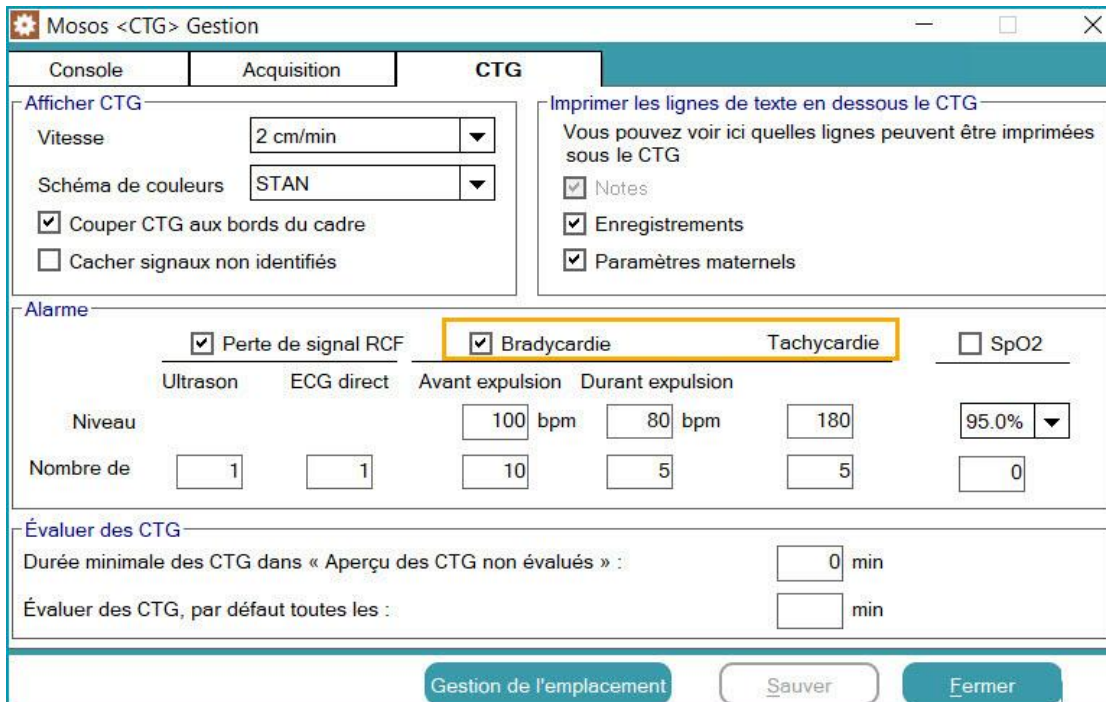 Mosos <CTG> Gestion
Console Acquisition CTG
Afficher CTG
Vitesse 2 cm/min
Schéma de couleurs STAN
Couper CTG aux bords du cadre
Cacher signaux non identifiés
Imprimer les lignes de texte en dessous le CTG
Vous pouvez voir ici quelles lignes peuvent être imprimées
sous le CTG
Notes
Enregistrements
Paramètres maternels
Alarme
Perte de signal RCF Bradycardie Tachycardie SpO2
Ultrason ECG direct Avant expulsion Durant expulsion
Niveau 100 bpm 80 bpm 180 95.0%
Nombre de 1 1 10 5 5 0
Évaluer des CTG
Durée minimale des CTG dans « Aperçu des CTG non évalués » : 0 min
Évaluer des CTG, par défaut toutes les : min
Gestion de l'emplacement Sauver Fermer